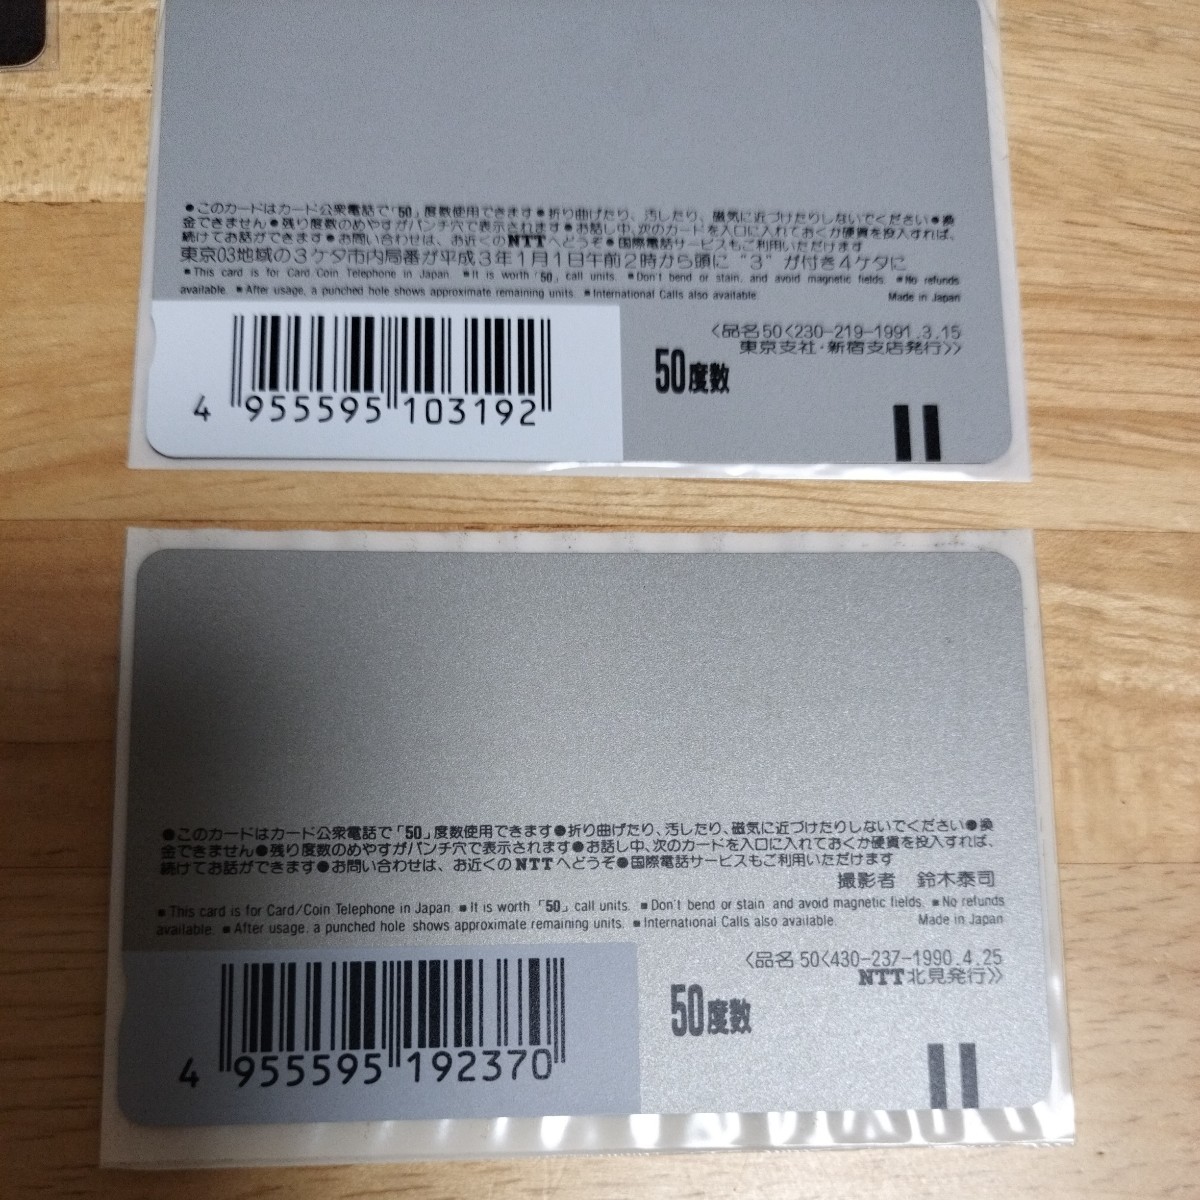 ●このカードはカード公衆電話で「50」度数使用できます●折り曲げたり、汚したり、磁気に近づけたりしないでください●換
金できません●残り度数のめやすがパンチ穴で表示されます●お話し中、次のカードを入口に入れておくか硬貨を投入すれば、
続けてお話ができます●お問い合わせは、お近くのNTTへどうぞ●国際電話サービスもご利用いただけます
東京03地域の3ケタ市内局番が平成3年1月1日午前2時から頭に"3"が付き4ケタに
■This card is for Card/Coin Telephone in Japan. ■It is worth「50」call units. ■Don't bend or stain, and avoid magnetic fields. ■No refunds
available. ■After usage, a punched hole shows approximate remaining units. ■International Calls also available. Made in Japan
〈品名50〈230-219-1991.3.15
東京支社・新宿支店発行〉〉
50度数
4 955595 103192
●このカードはカード公衆電話で「50」度数使用できます●折り曲げたり、汚したり、磁気に近づけたりしないでください●換
金できません●残り度数のめやすがパンチ穴で表示されます●お話し中、次のカードを入口に入れておくか硬貨を投入すれば、
続けてお話ができます●お問い合わせは、お近くのNTTへどうぞ●国際電話サービスもご利用いただけます
撮影者 鈴木泰司
■This card is for Card/Coin Telephone in Japan. ■It is worth「50」call units. ■Don't bend or stain, and avoid magnetic fields. ■No refunds
available. ■After usage, a punched hole shows approximate remaining units. ■International Calls also available. Made in Japan
〈品名50〈430-237-1990.4.25
NTT北見発行〉〉
50度数
4 955595 192370